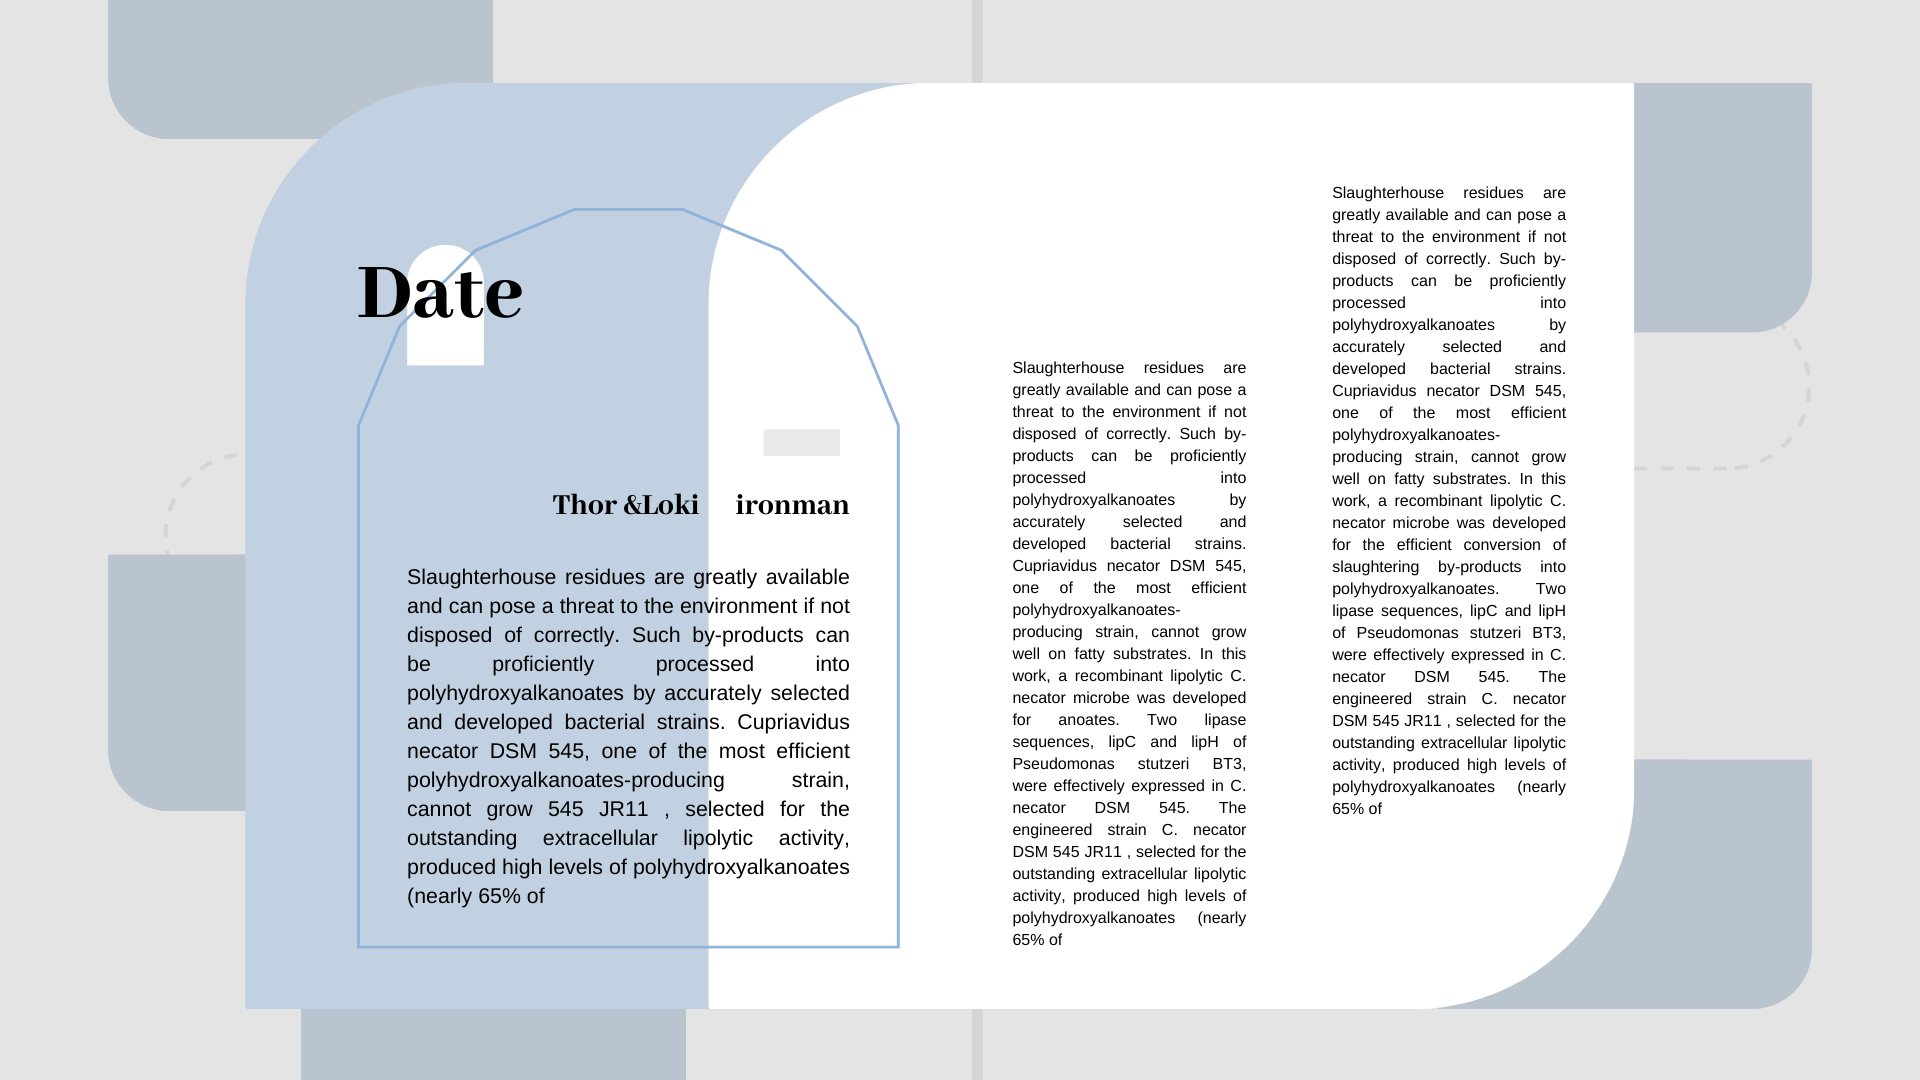 Date
Thor &Loki ironman
Slaughterhouse residues are greatly available
and can pose a threat to the environment if not
disposed of correctly. Such by-products can
be proficiently processed into
polyhydroxyalkanoates by accurately selected
and developed bacterial strains. Cupriavidus
necator DSM 545, one of the most efficient
polyhydroxyalkanoates-producing strain,
cannot grow 545 JR11 , selected for the
outstanding extracellular lipolytic activity,
produced high levels of polyhydroxyalkanoates
(nearly 65% of
Slaughterhouse residues are
greatly available and can pose a
threat to the environment if not
disposed of correctly. Such by-
products can be proficiently
processed into
polyhydroxyalkanoates by
accurately selected and
developed bacterial strains.
Cupriavidus necator DSM 545,
one of the most efficient
polyhydroxyalkanoates-
producing strain, cannot grow
well on fatty substrates. In this
work, a recombinant lipolytic C.
necator microbe was developed
for anoates. Two lipase
sequences, lipC and lipH of
Pseudomonas stutzeri BT3,
were effectively expressed in C.
necator DSM 545. The
engineered strain C. necator
DSM 545 JR11 , selected for the
outstanding extracellular lipolytic
activity, produced high levels of
polyhydroxyalkanoates (nearly
65% of
Slaughterhouse residues are
greatly available and can pose a
threat to the environment if not
disposed of correctly. Such by-
products can be proficiently
processed into
polyhydroxyalkanoates by
accurately selected and
developed bacterial strains.
Cupriavidus necator DSM 545,
one of the most efficient
polyhydroxyalkanoates-
producing strain, cannot grow
well on fatty substrates. In this
work, a recombinant lipolytic C.
necator microbe was developed
for the efficient conversion of
slaughtering by-products into
polyhydroxyalkanoates. Two
lipase sequences, lipC and lipH
of Pseudomonas stutzeri BT3,
were effectively expressed in C.
necator DSM 545. The
engineered strain C. necator
DSM 545 JR11 , selected for the
outstanding extracellular lipolytic
activity, produced high levels of
polyhydroxyalkanoates (nearly
65% of